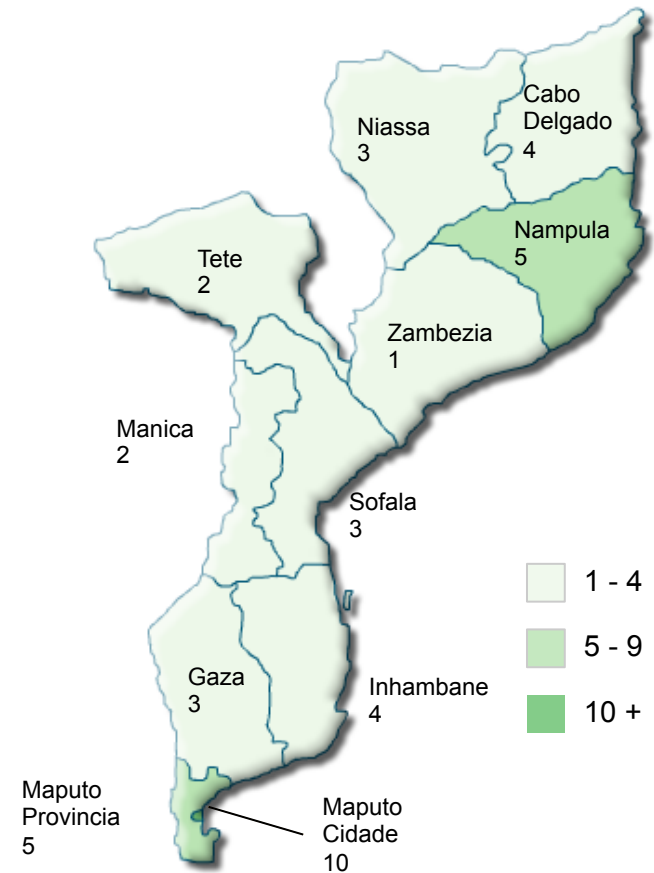 Cabo
Delgado
4
Niassa
3
Nampula
5
Tete
2
Zambezia
1
Manica
2
Sofala
3
1 - 4
5 - 9
10 +
Gaza
3
Inhambane
4
Maputo
Provincia
5
Maputo
Cidade
10